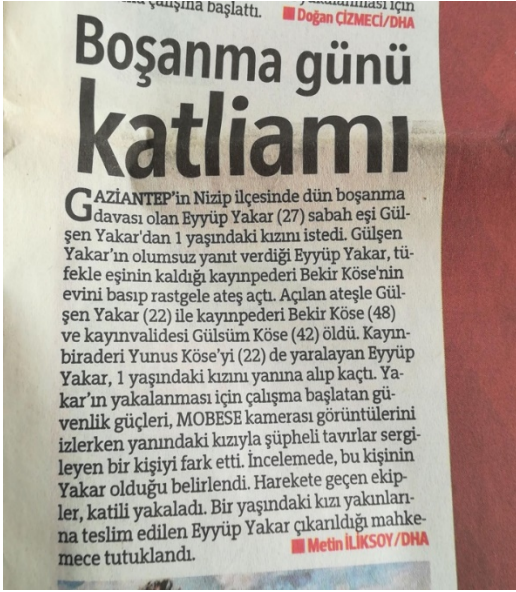 çalışma başlattı.
için
Doğan ÇİZMECİ/DHA
Boşanma günü
katliamı
GAZİANTEP'in Nizip ilçesinde dün boşanma
davası olan Eyyüp Yakar (27) sabah eşi Gül-
şen Yakar'dan 1 yaşındaki kızını istedi. Gülşen
Yakar'ın olumsuz yanıt verdiği Eyyüp Yakar, tü-
fekle eşinin kaldığı kayınpederi Bekir Köse'nin
evini basıp rastgele ateş açtı. Açılan ateşle Gül-
şen Yakar (22) ile kayınpederi Bekir Köse (48)
ve kayınvalidesi Gülsüm Köse (42) öldü. Kayın-
biraderi Yunus Köse'yi (22) de yaralayan Eyyüp
Yakar, 1 yaşındaki kızını yanına alıp kaçtı. Ya-
kar'ın yakalanması için çalışma başlatan gü-
venlik güçleri, MOBESE kamerası görüntülerini
izlerken yanındaki kızıyla şüpheli tavırlar sergi-
leyen bir kişiyi fark etti. İncelemede, bu kişinin
Yakar olduğu belirlendi. Harekete geçen ekip-
ler, katili yakaladı. Bir yaşındaki kızı yakınları-
na teslim edilen Eyyüp Yakar çıkarıldığı mahke-
mece tutuklandı.
Metin İLİKSOY/DHA